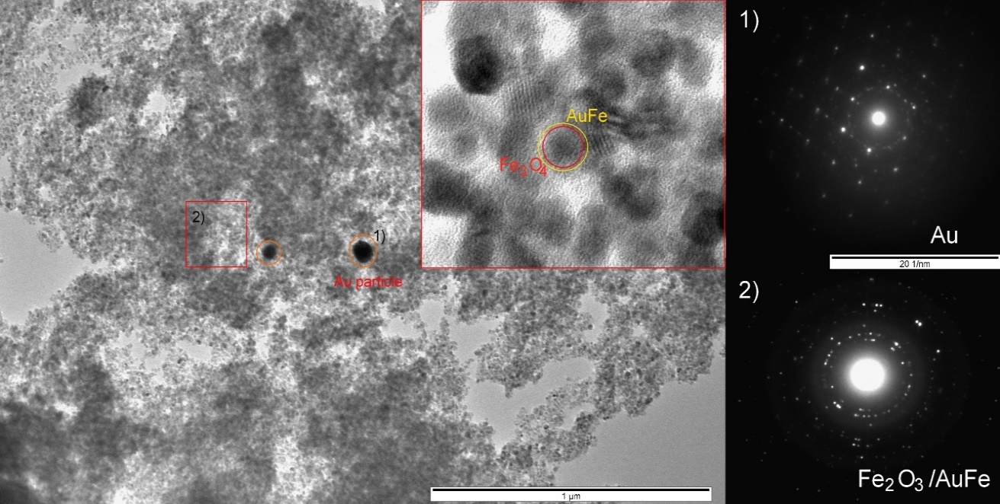 AuFe
Fe3O4
2)
1)
Au particle
1 µm
1)
Au
20 1/nm
2)
Fe2O3/AuFe